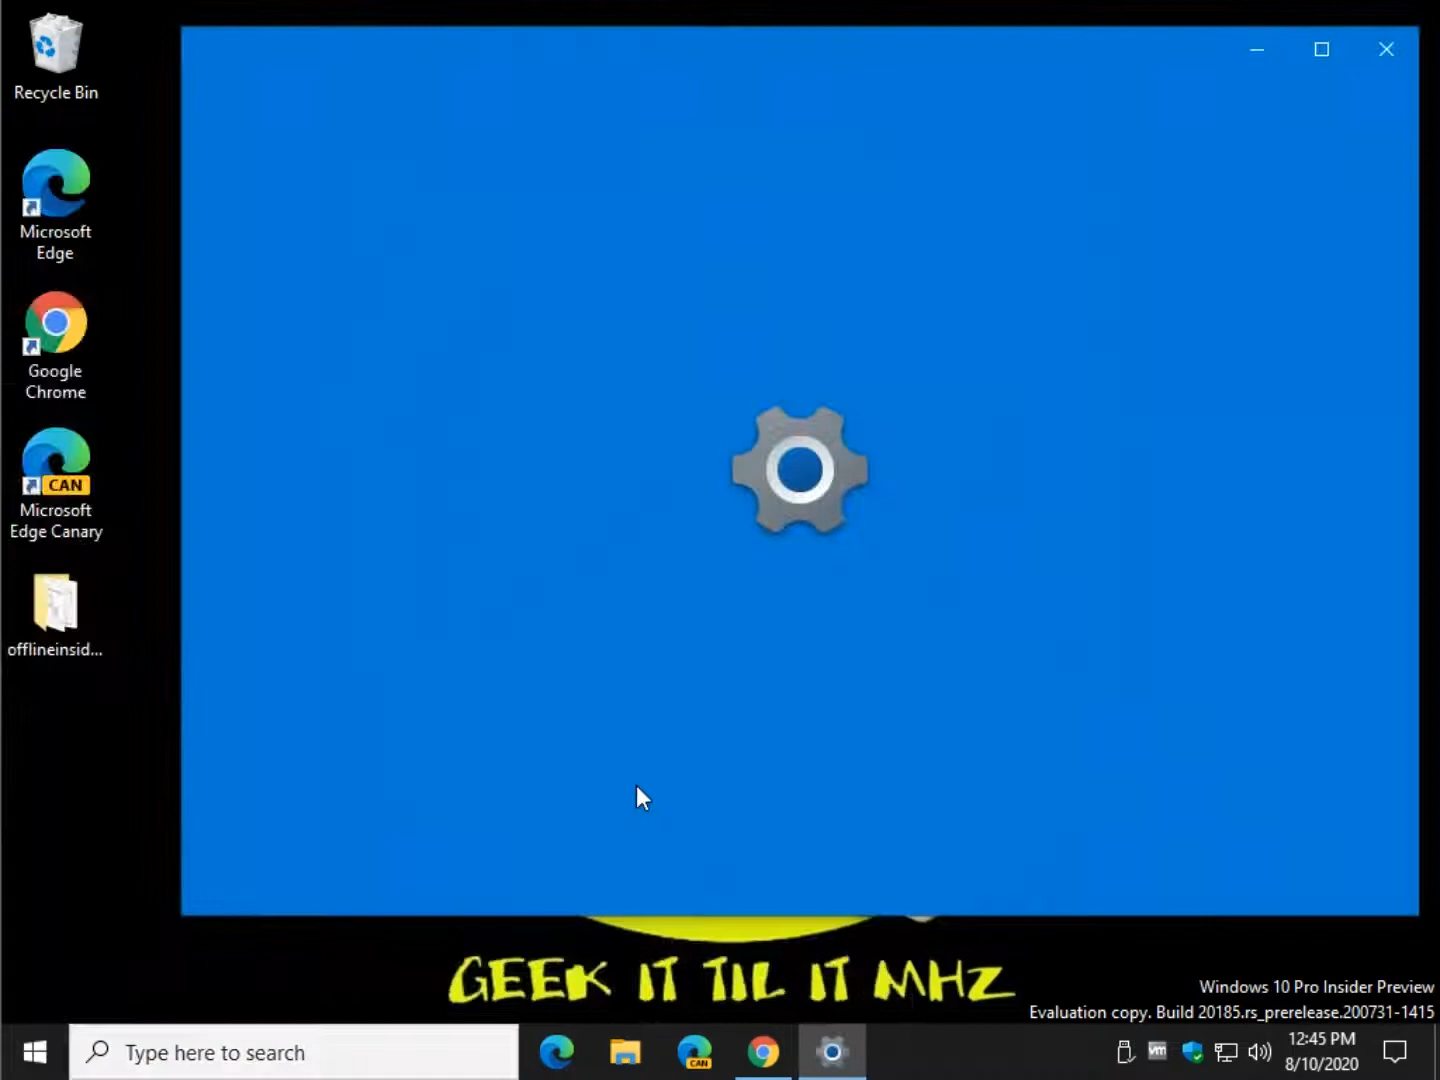 Recycle Bin
Microsoft
Edge
Google
Chrome
CAN
Microsoft
Edge Canary
offlineinsid...
GEEK IT TIL IT MHZ
Windows 10 Pro Insider Preview
Evaluation copy. Build 20185.rs_prerelease.200731-1415
Type here to search
CAN
vm
12:45 PM
8/10/2020